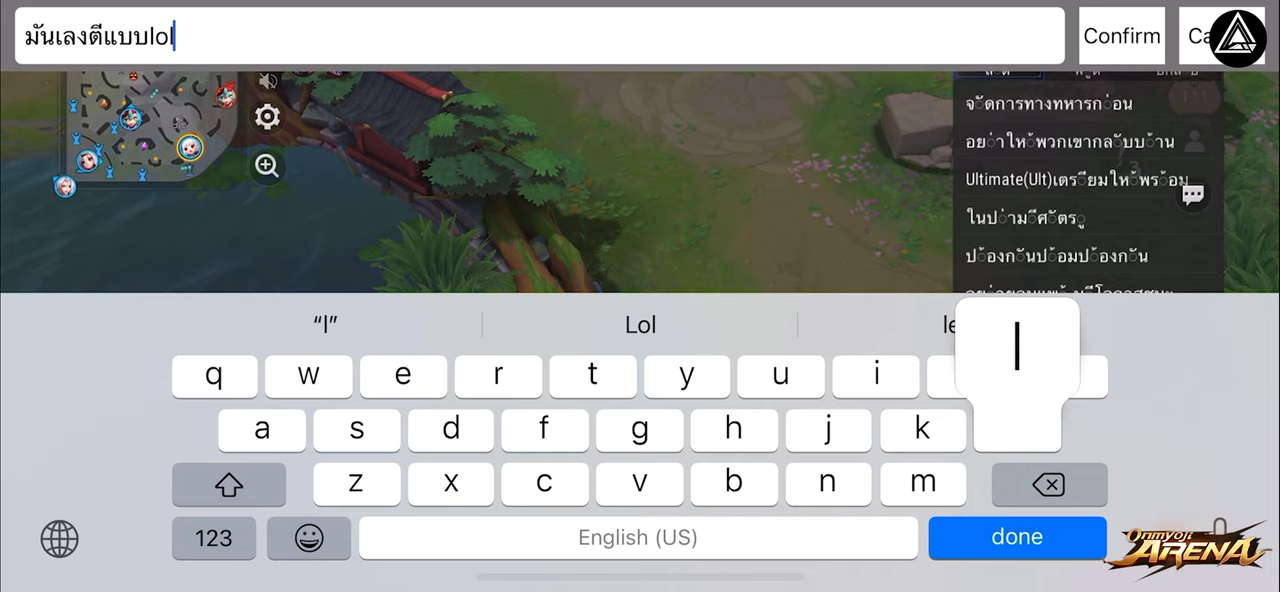 มันเลงตีแบบlol
Confirm
จัดการทางทหารก่อน
อย่าให้พวกเขากลับบ้าน
Ultimate(Ult)เตรียมให้พร้อม
ในป่ามีศัตรู
ป้องกันป้อมป้องกัน
“l” Lol
l
q w e r t y u i
a s d f g h j k
z x c v b n m
123 English (US) done
Onmyoji
ARENA